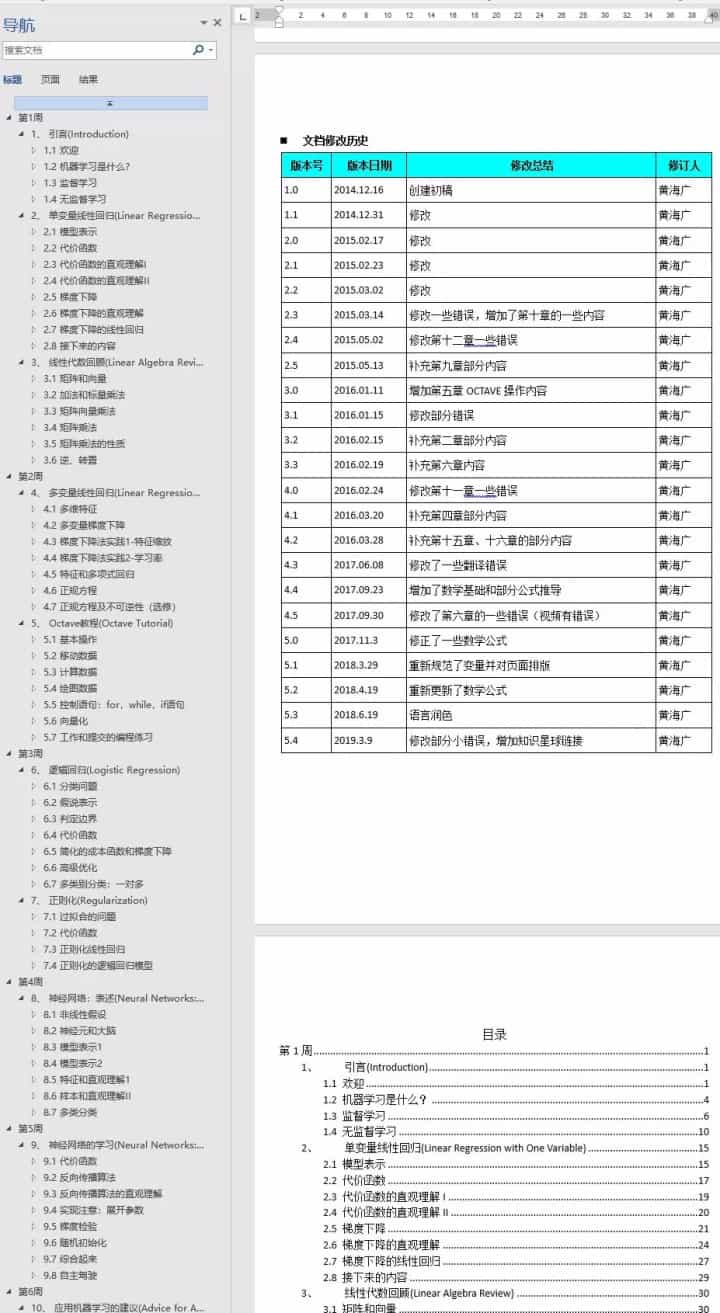 导航
搜索文档
标题 页面 结果
第1周
1、 引言(Introduction)
1.1 欢迎
1.2 机器学习是什么?
1.3 监督学习
1.4 无监督学习
2、 单变量线性回归(Linear Regressio...
2.1 模型表示
2.2 代价函数
2.3 代价函数的直观理解I
2.4 代价函数的直观理解II
2.5 梯度下降
2.6 梯度下降的直观理解
2.7 梯度下降的线性回归
2.8 接下来的内容
3、 线性代数回顾(Linear Algebra Revi...
3.1 矩阵和向量
3.2 加法和标量乘法
3.3 矩阵向量乘法
3.4 矩阵乘法
3.5 矩阵乘法的性质
3.6 逆、转置
第2周
4、 多变量线性回归(Linear Regressio...
4.1 多维特征
4.2 多变量梯度下降
4.3 梯度下降法实践1-特征缩放
4.4 梯度下降法实践2-学习率
4.5 特征和多项式回归
4.6 正规方程
4.7 正规方程及不可逆性（选修）
5、 Octave教程(Octave Tutorial)
5.1 基本操作
5.2 移动数据
5.3 计算数据
5.4 绘图数据
5.5 控制语句：for，while，if语句
5.6 向量化
5.7 工作和提交的编程练习
第3周
6、 逻辑回归(Logistic Regression)
6.1 分类问题
6.2 假说表示
6.3 判定边界
6.4 代价函数
6.5 简化的成本函数和梯度下降
6.6 高级优化
6.7 多类别分类：一对多
7、 正则化(Regularization)
7.1 过拟合的问题
7.2 代价函数
7.3 正则化线性回归
7.4 正则化的逻辑回归模型
第4周
8、 神经网络：表述(Neural Networks:...
8.1 非线性假设
8.2 神经元和大脑
8.3 模型表示1
8.4 模型表示2
8.5 特征和直观理解1
8.6 样本和直观理解II
8.7 多类分类
第5周
9、 神经网络的学习(Neural Networks:...
9.1 代价函数
9.2 反向传播算法
9.3 反向传播算法的直观理解
9.4 实现注意：展开参数
9.5 梯度检验
9.6 随机初始化
9.7 综合起来
9.8 自主驾驶
第6周
10、 应用机器学习的建议(Advice for A...
2 2 4 6 8 10 12 14 16 18 20 22 24 26 28 30 32 34 36 38 40
■ 文档修改历史
版本号 版本日期 修改总结 修订人
1.0 2014.12.16 创建初稿 黄海广
1.1 2014.12.31 修改 黄海广
2.0 2015.02.17 修改 黄海广
2.1 2015.02.23 修改 黄海广
2.2 2015.03.02 修改 黄海广
2.3 2015.03.14 修改一些错误，增加了第十章的一些内容 黄海广
2.4 2015.05.02 修改第十二章一些错误 黄海广
2.5 2015.05.13 补充第九章部分内容 黄海广
3.0 2016.01.11 增加第五章 OCTAVE 操作内容 黄海广
3.1 2016.01.15 修改部分错误 黄海广
3.2 2016.02.15 补充第二章部分内容 黄海广
3.3 2016.02.19 补充第六章内容 黄海广
4.0 2016.02.24 修改第十一章一些错误 黄海广
4.1 2016.03.20 补充第四章部分内容 黄海广
4.2 2016.03.28 补充第十五章、十六章的部分内容 黄海广
4.3 2017.06.08 修改了一些翻译错误 黄海广
4.4 2017.09.23 增加了数学基础和部分公式推导 黄海广
4.5 2017.09.30 修改了第六章的一些错误（视频有错误） 黄海广
5.0 2017.11.3 修正了一些数学公式 黄海广
5.1 2018.3.29 重新规范了变量并对页面排版 黄海广
5.2 2018.4.19 重新更新了数学公式 黄海广
5.3 2018.6.19 语言润色 黄海广
5.4 2019.3.9 修改部分小错误，增加知识星球链接 黄海广
目录
第 1 周........1
1、 引言(Introduction)........1
1.1 欢迎........1
1.2 机器学习是什么？........4
1.3 监督学习........6
1.4 无监督学习........10
2、 单变量线性回归(Linear Regression with One Variable)........15
2.1 模型表示........15
2.2 代价函数........17
2.3 代价函数的直观理解 I........19
2.4 代价函数的直观理解 II........20
2.5 梯度下降........21
2.6 梯度下降的直观理解........24
2.7 梯度下降的线性回归........27
2.8 接下来的内容........29
3、 线性代数回顾(Linear Algebra Review)........30
3.1 矩阵和向量........30